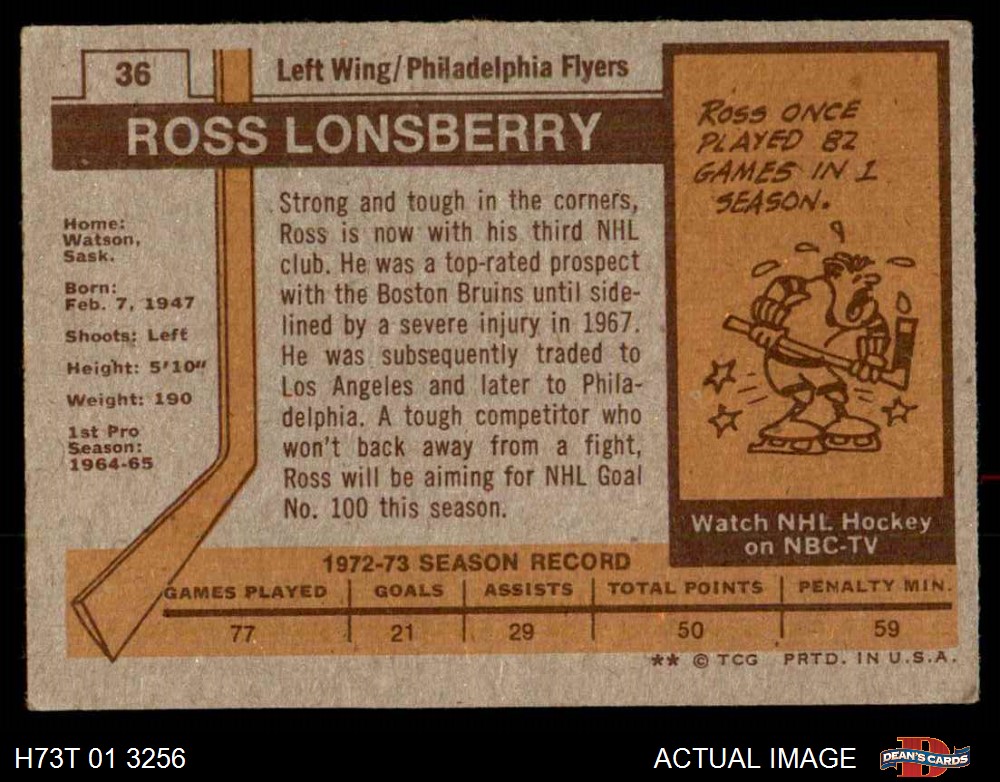 36
Left Wing/Philadelphia Flyers
ROSS LONSBERRY
Home:
Watson,
Sask.
Born:
Feb. 7, 1947
Shoots: Left
Height: 5'10"
Weight: 190
1st Pro
Season:
1964-65
Strong and tough in the corners,
Ross is now with his third NHL
club. He was a top-rated prospect
with the Boston Bruins until side-
lined by a severe injury in 1967.
He was subsequently traded to
Los Angeles and later to Phila-
delphia. A tough competitor who
won't back away from a fight,
Ross will be aiming for NHL Goal
No. 100 this season.
ROSS ONCE
PLAYED 82
GAMES IN 1
SEASON.
Watch NHL Hockey
on NBC-TV
1972-73 SEASON RECORD
GAMES PLAYED GOALS ASSISTS TOTAL POINTS PENALTY MIN.
77 21 29 50 59
** © TCG PRTD. IN U.S.A.
H73T 01 3256
ACTUAL IMAGE
DEAN'S CARDS